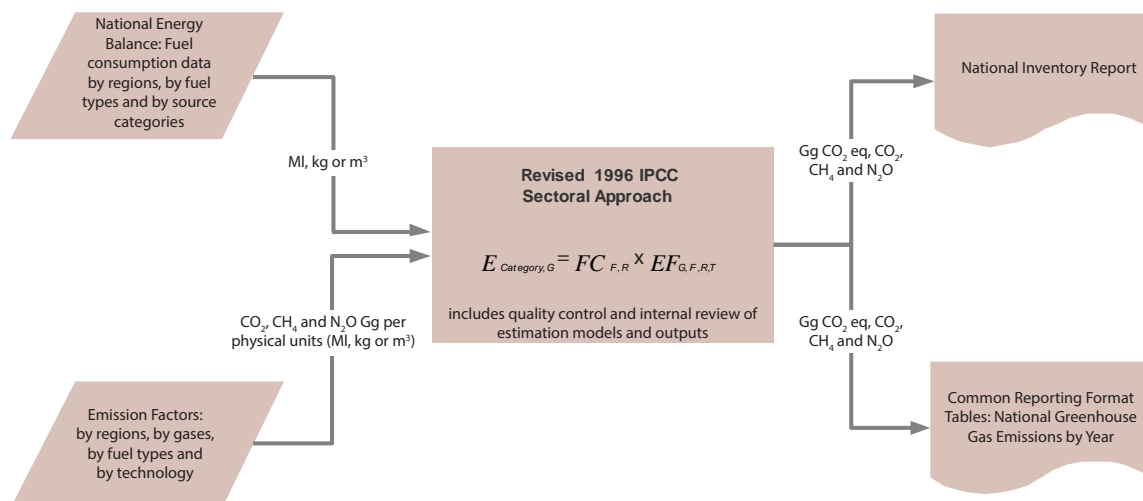 National Energy
Balance: Fuel
consumption data
by regions, by fuel
types and by source
categories
Ml, kg or m³
CO₂, CH₄ and N₂O Gg per
physical units (Ml, kg or m³)
Emission Factors:
by regions, by gases,
by fuel types and
by technology
Revised 1996 IPCC
Sectoral Approach
E Category,G = FC F,R x EF G,F,R,T
includes quality control and internal review of
estimation models and outputs
Gg CO₂ eq, CO₂,
CH₄ and N₂O
National Inventory Report
Gg CO₂ eq, CO₂,
CH₄ and N₂O
Common Reporting Format
Tables: National Greenhouse
Gas Emissions by Year